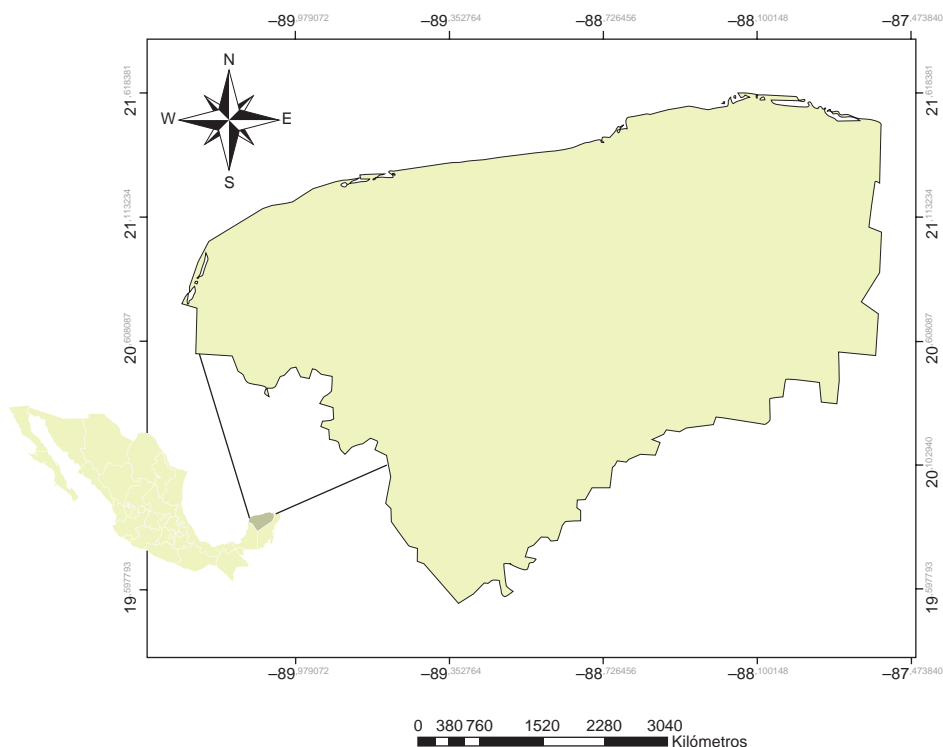 −89,979072 −89,352764 −88,726456 −88,100148 −87,473840
N
W E
S
21,618381 21,618381
21,113234 21,113234
20,608087 20,608087
20,102940 20,102940
19,597793 19,597793
−89,979072 −89,352764 −88,726456 −88,100148 −87,473840
0 380 760 1520 2280 3040
Kilómetros